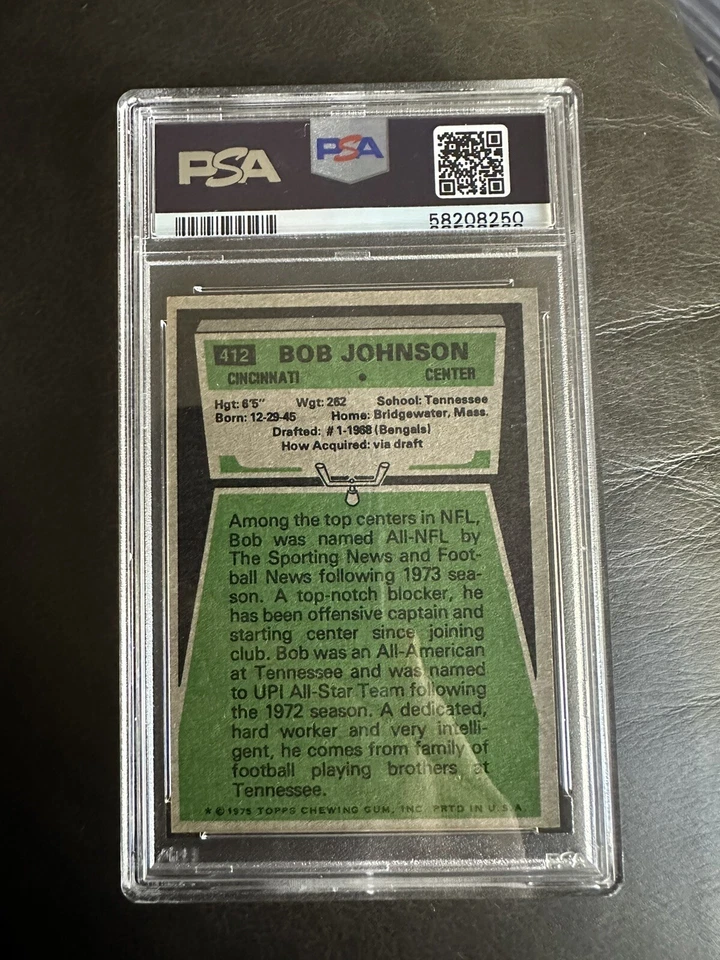 PSA
PSA
58208250
412 BOB JOHNSON
CINCINNATI • CENTER
Hgt: 6'5" Wgt: 262 School: Tennessee
Born: 12-29-45 Home: Bridgewater, Mass.
Drafted: #1-1968 (Bengals)
How Acquired: via draft
Among the top centers in NFL,
Bob was named All-NFL by
The Sporting News and Foot-
ball News following 1973 sea-
son. A top-notch blocker, he
has been offensive captain and
starting center since joining
club. Bob was an All-American
at Tennessee and was named
to UPI All-Star Team following
the 1972 season. A dedicated,
hard worker and very intelli-
gent, he comes from family of
football playing brothers at
Tennessee.
* © 1975 TOPPS CHEWING GUM, INC. PRTD IN U.S.A.